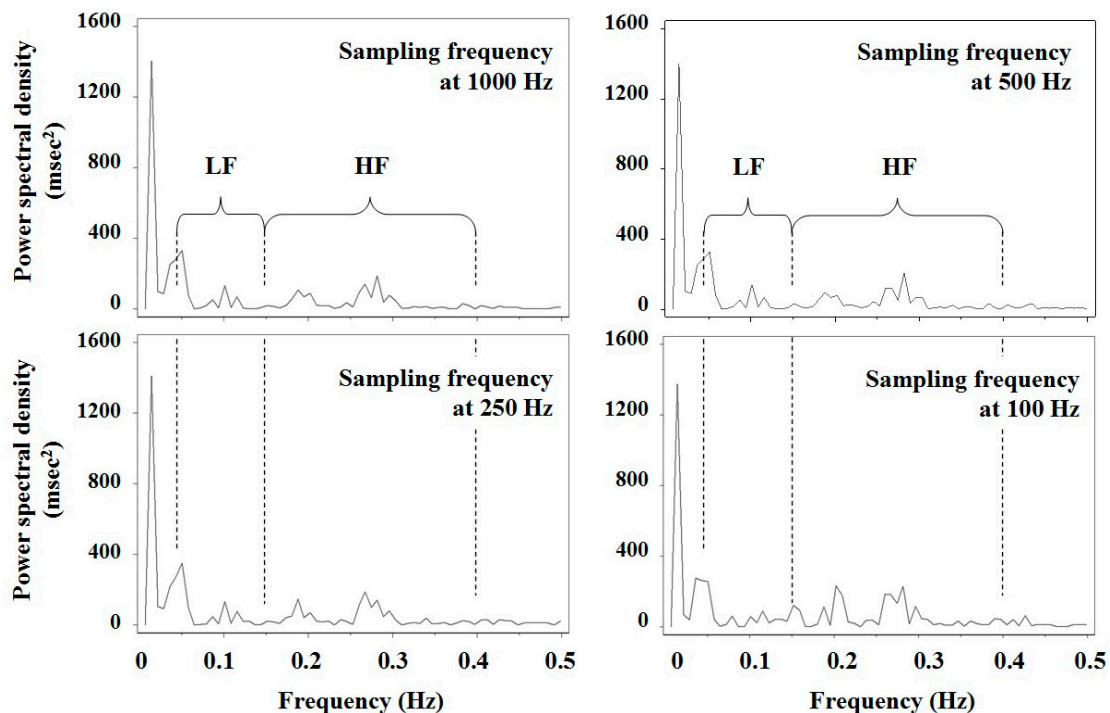 Power spectral density
(msec²)
1600
1200
800
400
0
Sampling frequency
at 1000 Hz
LF
HF
1600
1200
800
400
0
Sampling frequency
at 500 Hz
LF
HF
Power spectral density
(msec²)
1600
1200
800
400
0
Sampling frequency
at 250 Hz
0 0.1 0.2 0.3 0.4 0.5
Frequency (Hz)
1600
1200
800
400
0
Sampling frequency
at 100 Hz
0 0.1 0.2 0.3 0.4 0.5
Frequency (Hz)